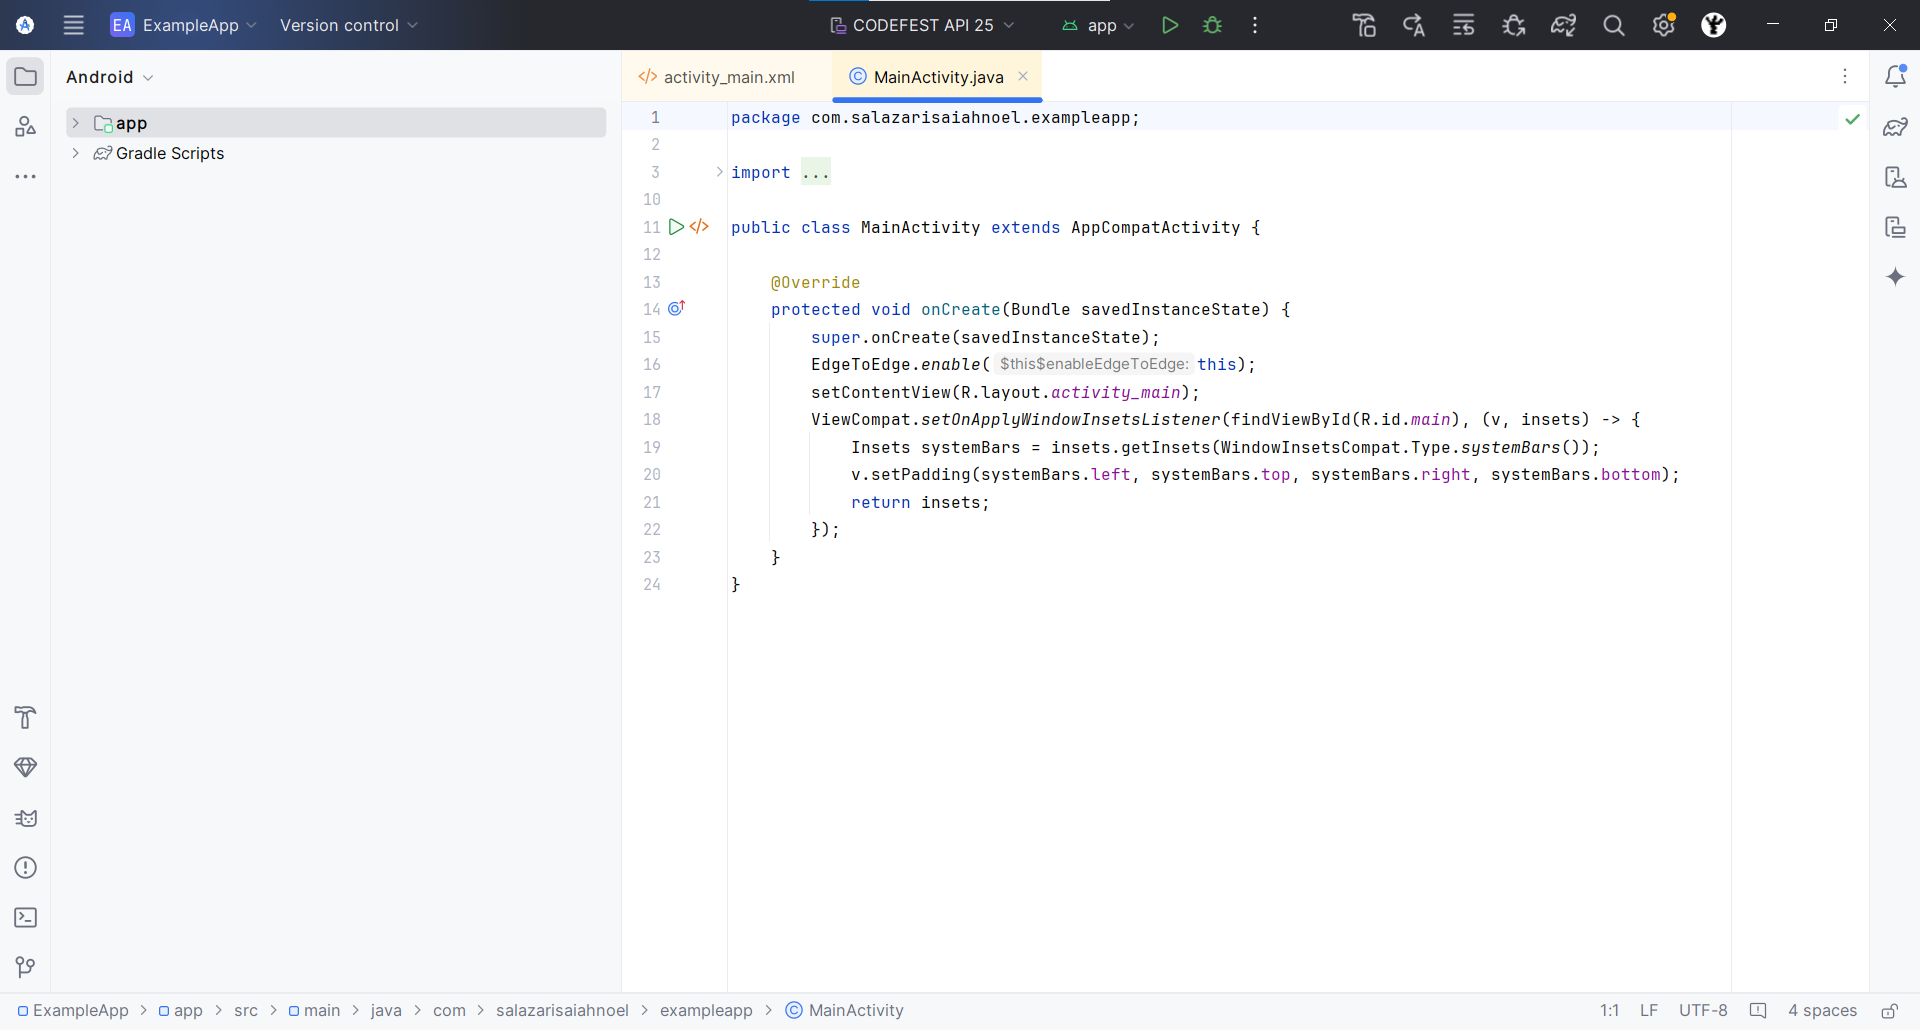 EA ExampleApp Version control CODEFEST API 25 app
Android
app
Gradle Scripts
activity_main.xml MainActivity.java
1 package com.salazarisaiahnoel.exampleapp;
2
3 import ...
10
11 public class MainActivity extends AppCompatActivity {
12
13 @Override
14 protected void onCreate(Bundle savedInstanceState) {
15 super.onCreate(savedInstanceState);
16 EdgeToEdge.enable( $this$enableEdgeToEdge: this);
17 setContentView(R.layout.activity_main);
18 ViewCompat.setOnApplyWindowInsetsListener(findViewById(R.id.main), (v, insets) -> {
19 Insets systemBars = insets.getInsets(WindowInsetsCompat.Type.systemBars());
20 v.setPadding(systemBars.left, systemBars.top, systemBars.right, systemBars.bottom);
21 return insets;
22 });
23 }
24 }
ExampleApp > app > src > main > java > com > salazarisaiahnoel > exampleapp > MainActivity 1:1 LF UTF-8 4 spaces